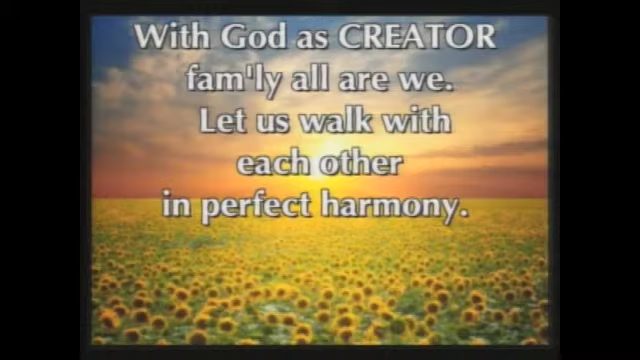 With God as CREATOR
fam'ly all are we.
Let us walk with
each other
in perfect harmony.